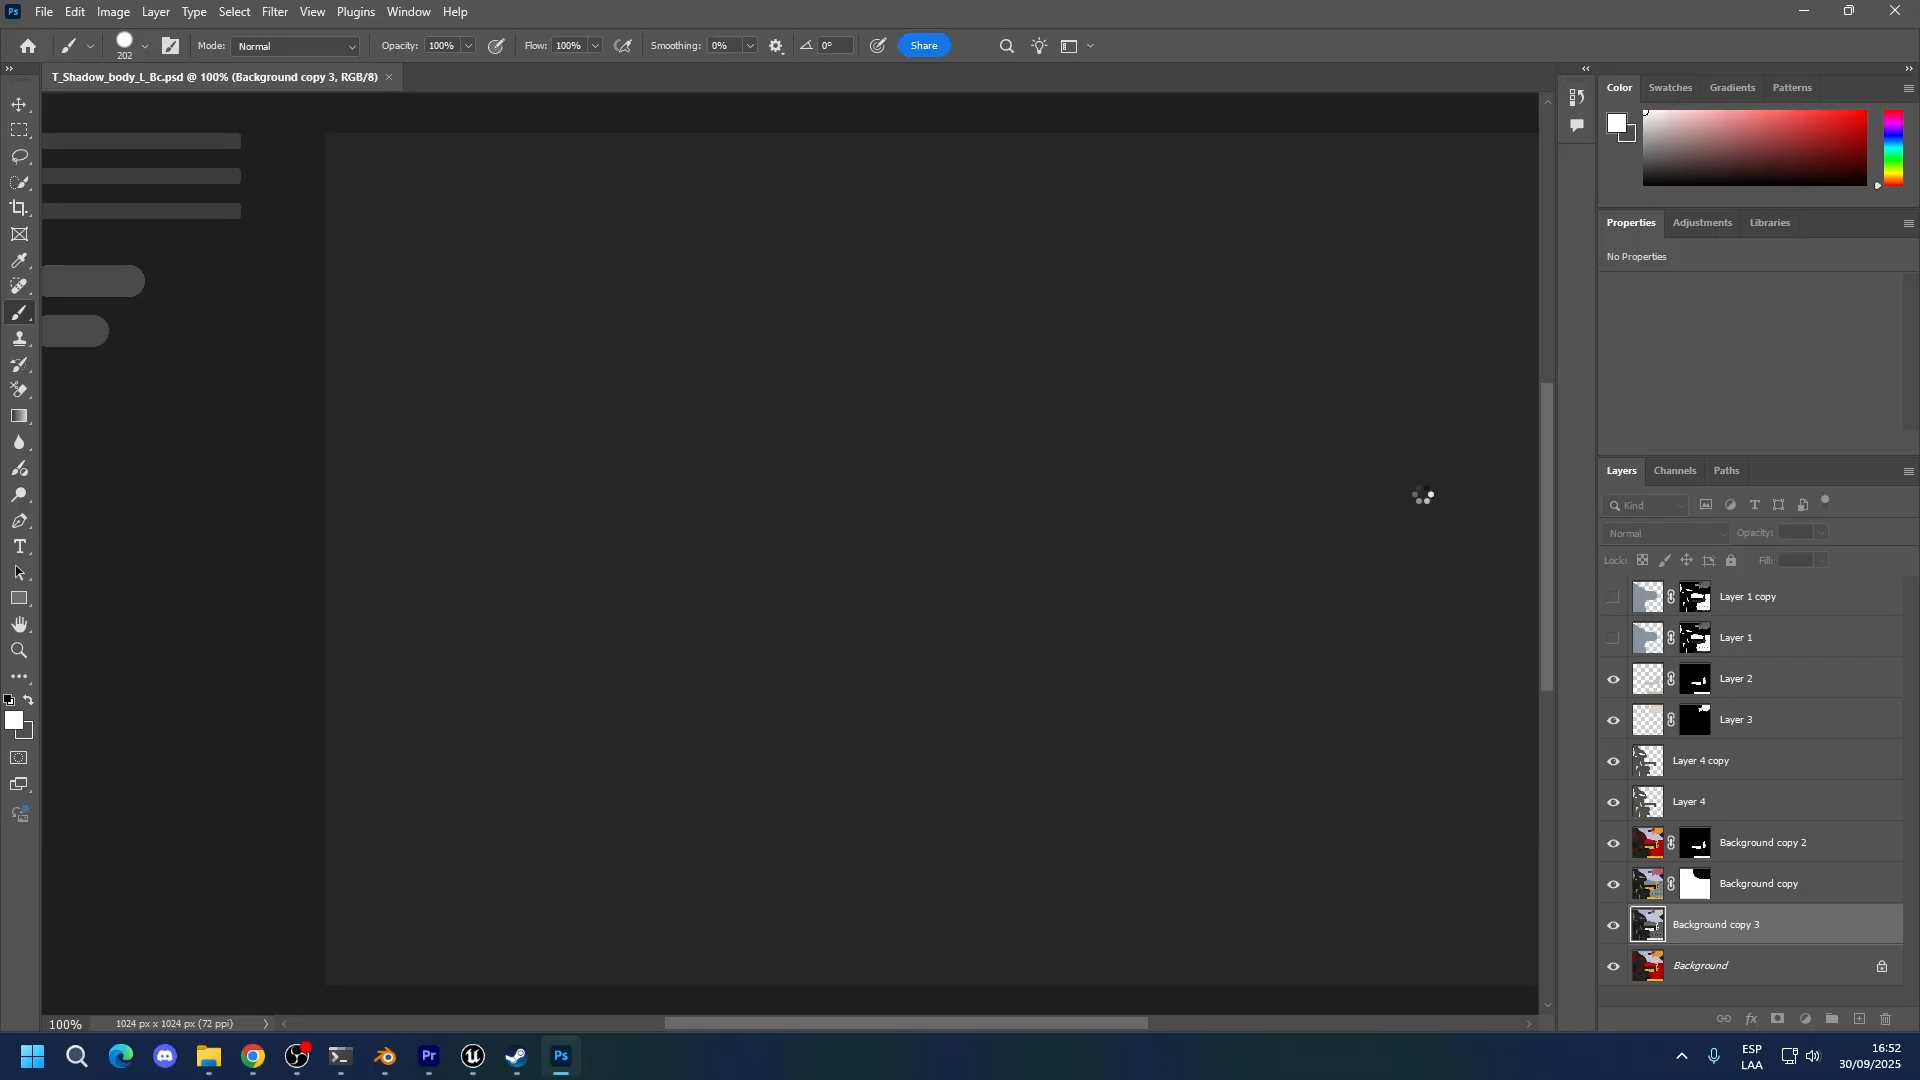 Ps File Edit Image Layer Type Select Filter View Plugins Window Help
202 Mode: Normal Opacity: 100% Flow: 100% Smoothing: 0% 0° Share
T_Shadow_body_L_Bc.psd @ 100% (Background copy 3, RGB/8)
Color Swatches Gradients Patterns
Properties Adjustments Libraries
No Properties
Layers Channels Paths
Kind
Normal Opacity:
Lock: Fill:
Layer 1 copy
Layer 1
Layer 2
Layer 3
Layer 4 copy
Layer 4
Background copy 2
Background copy
Background copy 3
Background
100% 1024 px x 1024 px (72 ppi)
Pr Ps
ESP
LAA
16:52
30/09/2025